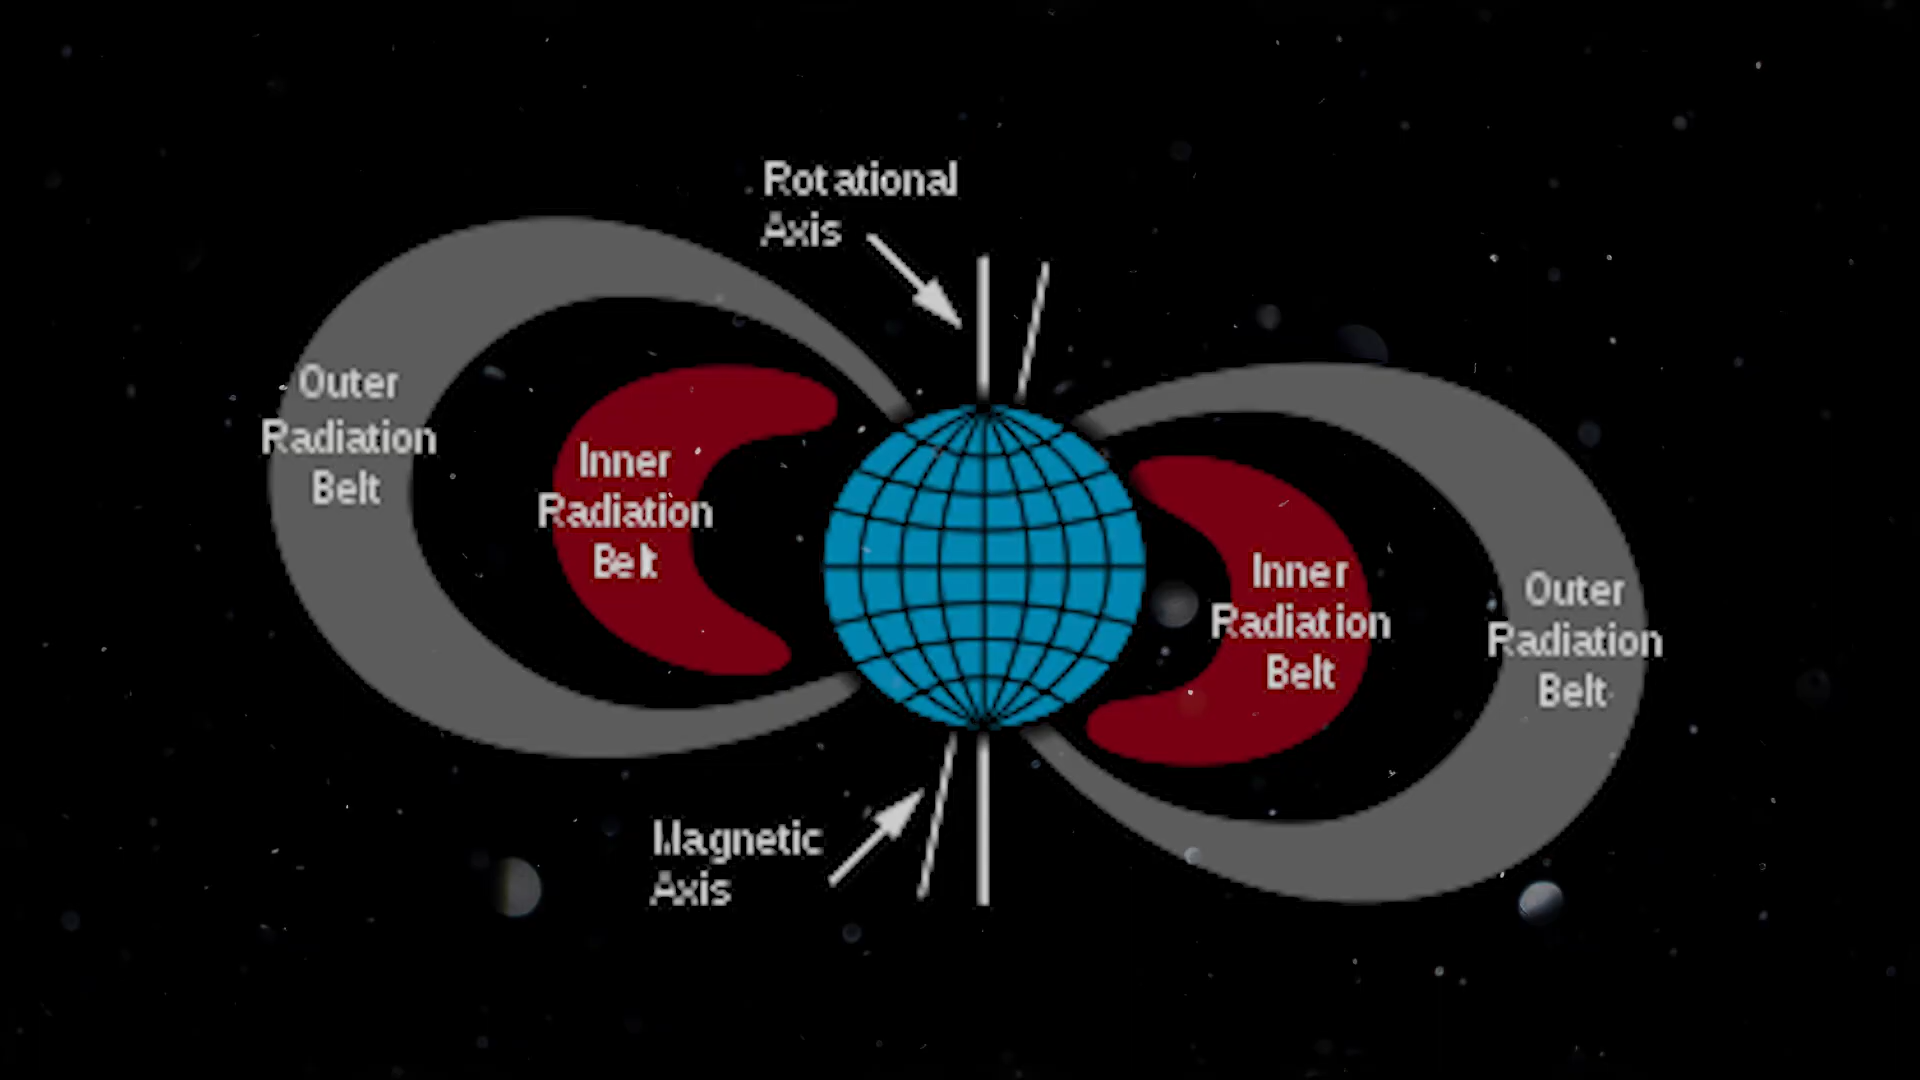 Rotational
Axis
Outer
Radiation
Belt
Inner
Radiation
Belt
Inner
Radiation
Belt
Outer
Radiation
Belt
Magnetic
Axis